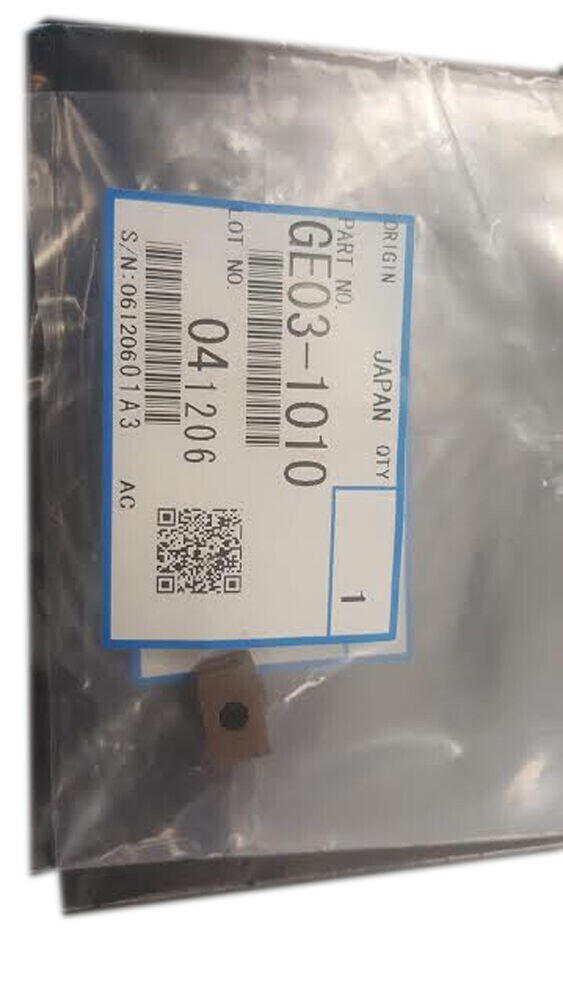 ORIGIN JAPAN QTY 1
PART NO.
GE03-1010
LOT NO.
041206
S/N:06120601A3 AC